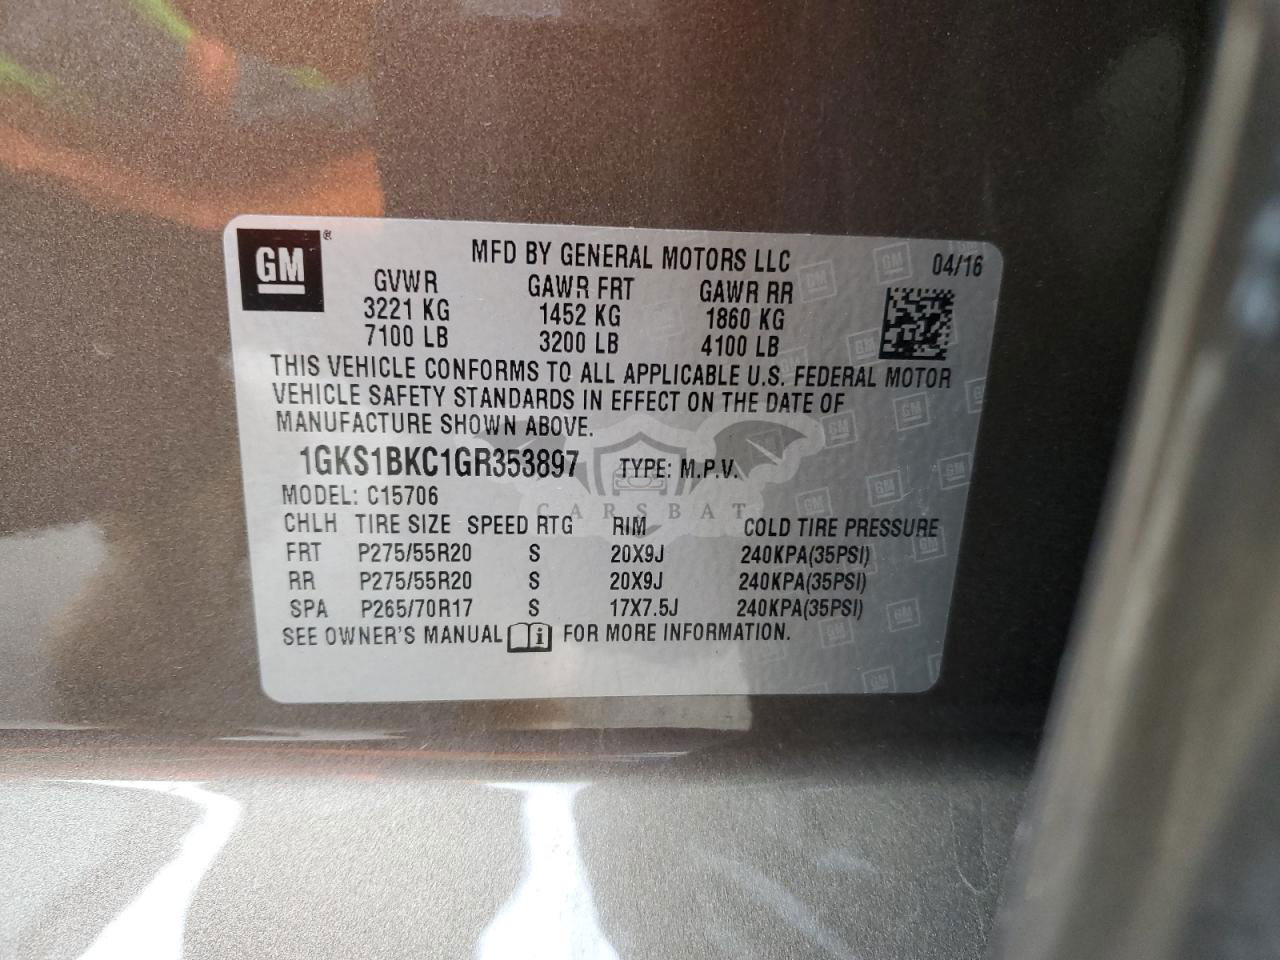 GM®
MFD BY GENERAL MOTORS LLC 04/16
GVWR GAWR FRT GAWR RR
3221 KG 1452 KG 1860 KG
7100 LB 3200 LB 4100 LB
THIS VEHICLE CONFORMS TO ALL APPLICABLE U.S. FEDERAL MOTOR
VEHICLE SAFETY STANDARDS IN EFFECT ON THE DATE OF
MANUFACTURE SHOWN ABOVE.
1GKS1BKC1GR353897 TYPE: M.P.V.
MODEL: C15706
CARSBAT
CHLH TIRE SIZE SPEED RTG RIM COLD TIRE PRESSURE
FRT P275/55R20 S 20X9J 240KPA(35PSI)
RR P275/55R20 S 20X9J 240KPA(35PSI)
SPA P265/70R17 S 17X7.5J 240KPA(35PSI)
SEE OWNER'S MANUAL FOR MORE INFORMATION.